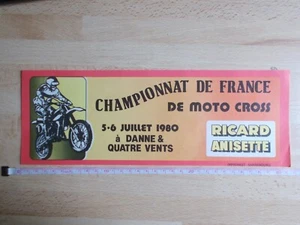 CHAMPIONNAT DE FRANCE
DE MOTO CROSS
5-6 JUILLET 1980
à DANNE &
QUATRE VENTS
RICARD
ANISETTE